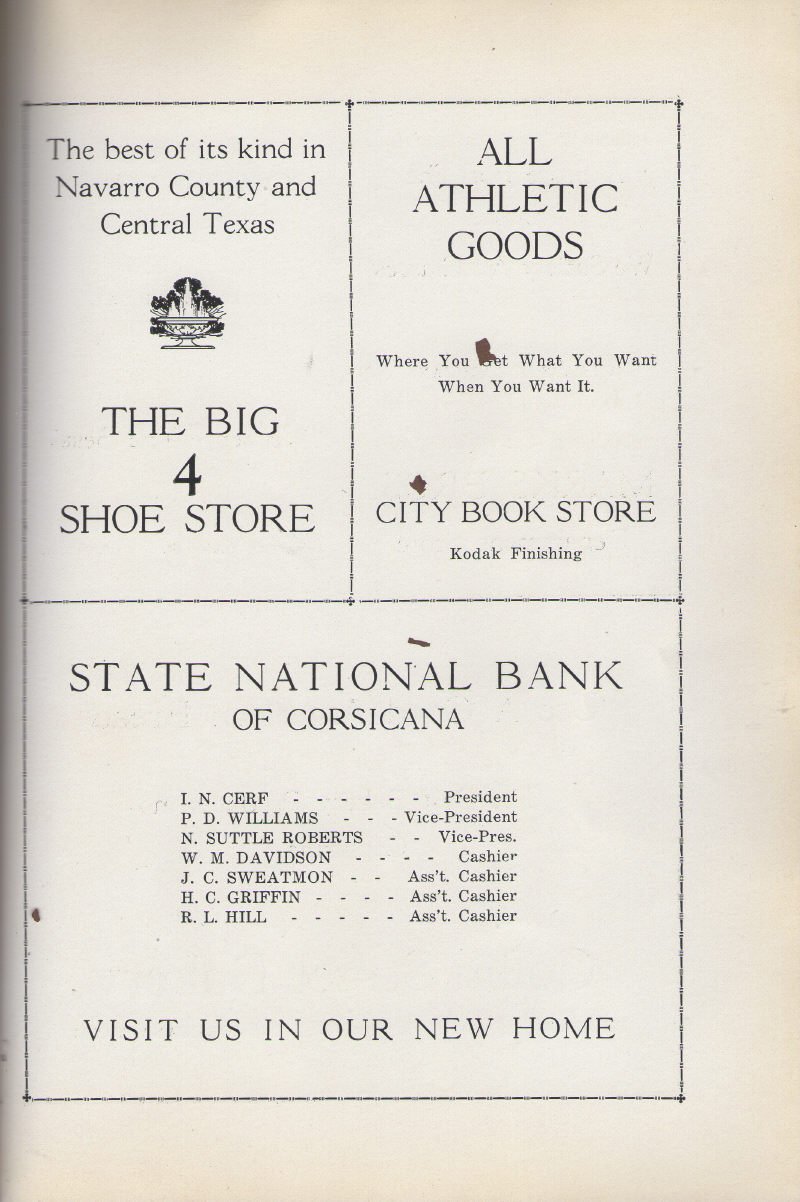 The best of its kind in
Navarro County and
Central Texas
THE BIG
4
SHOE STORE
ALL
ATHLETIC
GOODS
Where You Get What You Want
When You Want It.
CITY BOOK STORE
Kodak Finishing
STATE NATIONAL BANK
OF CORSICANA
I. N. CERF - - - - - - President
P. D. WILLIAMS - - - Vice-President
N. SUTTLE ROBERTS - - Vice-Pres.
W. M. DAVIDSON - - - - Cashier
J. C. SWEATMON - - Ass't. Cashier
H. C. GRIFFIN - - - - Ass't. Cashier
R. L. HILL - - - - - Ass't. Cashier
VISIT US IN OUR NEW HOME